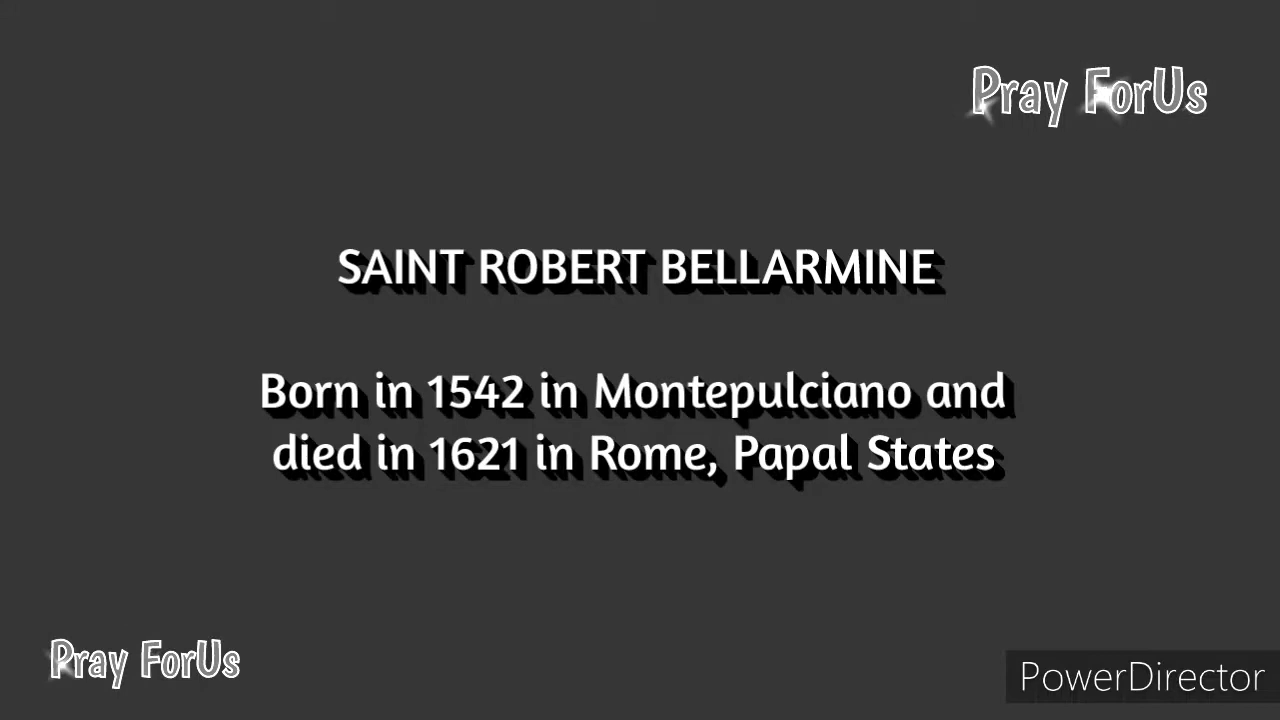 Pray ForUs
SAINT ROBERT BELLARMINE
Born in 1542 in Montepulciano and
died in 1621 in Rome, Papal States
Pray ForUs
PowerDirector